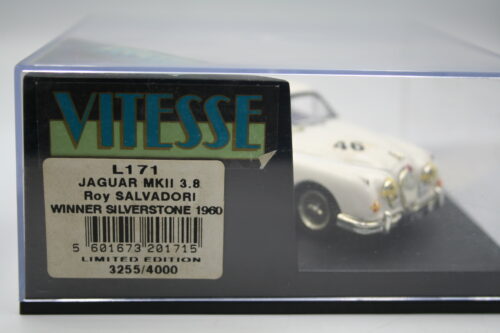 VITESSE
L171
JAGUAR MKII 3.8
Roy SALVADORI
WINNER SILVERSTONE 1960
5 601673 201715
LIMITED EDITION
3255/4000
46